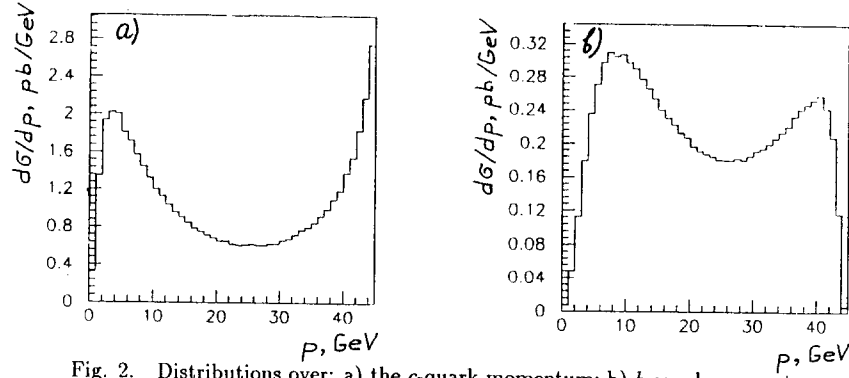 a)
dσ/dp, pb/GeV
2.8
2.4
2
1.6
1.2
0.8
0.4
0
0 10 20 30 40
P, GeV
b)
dσ/dp, pb/GeV
0.32
0.28
0.24
0.20
0.16
0.12
0.08
0.04
0
0 10 20 30 40
P, GeV
Fig. 2. Distributions over: a) the c-quark momentum; b)